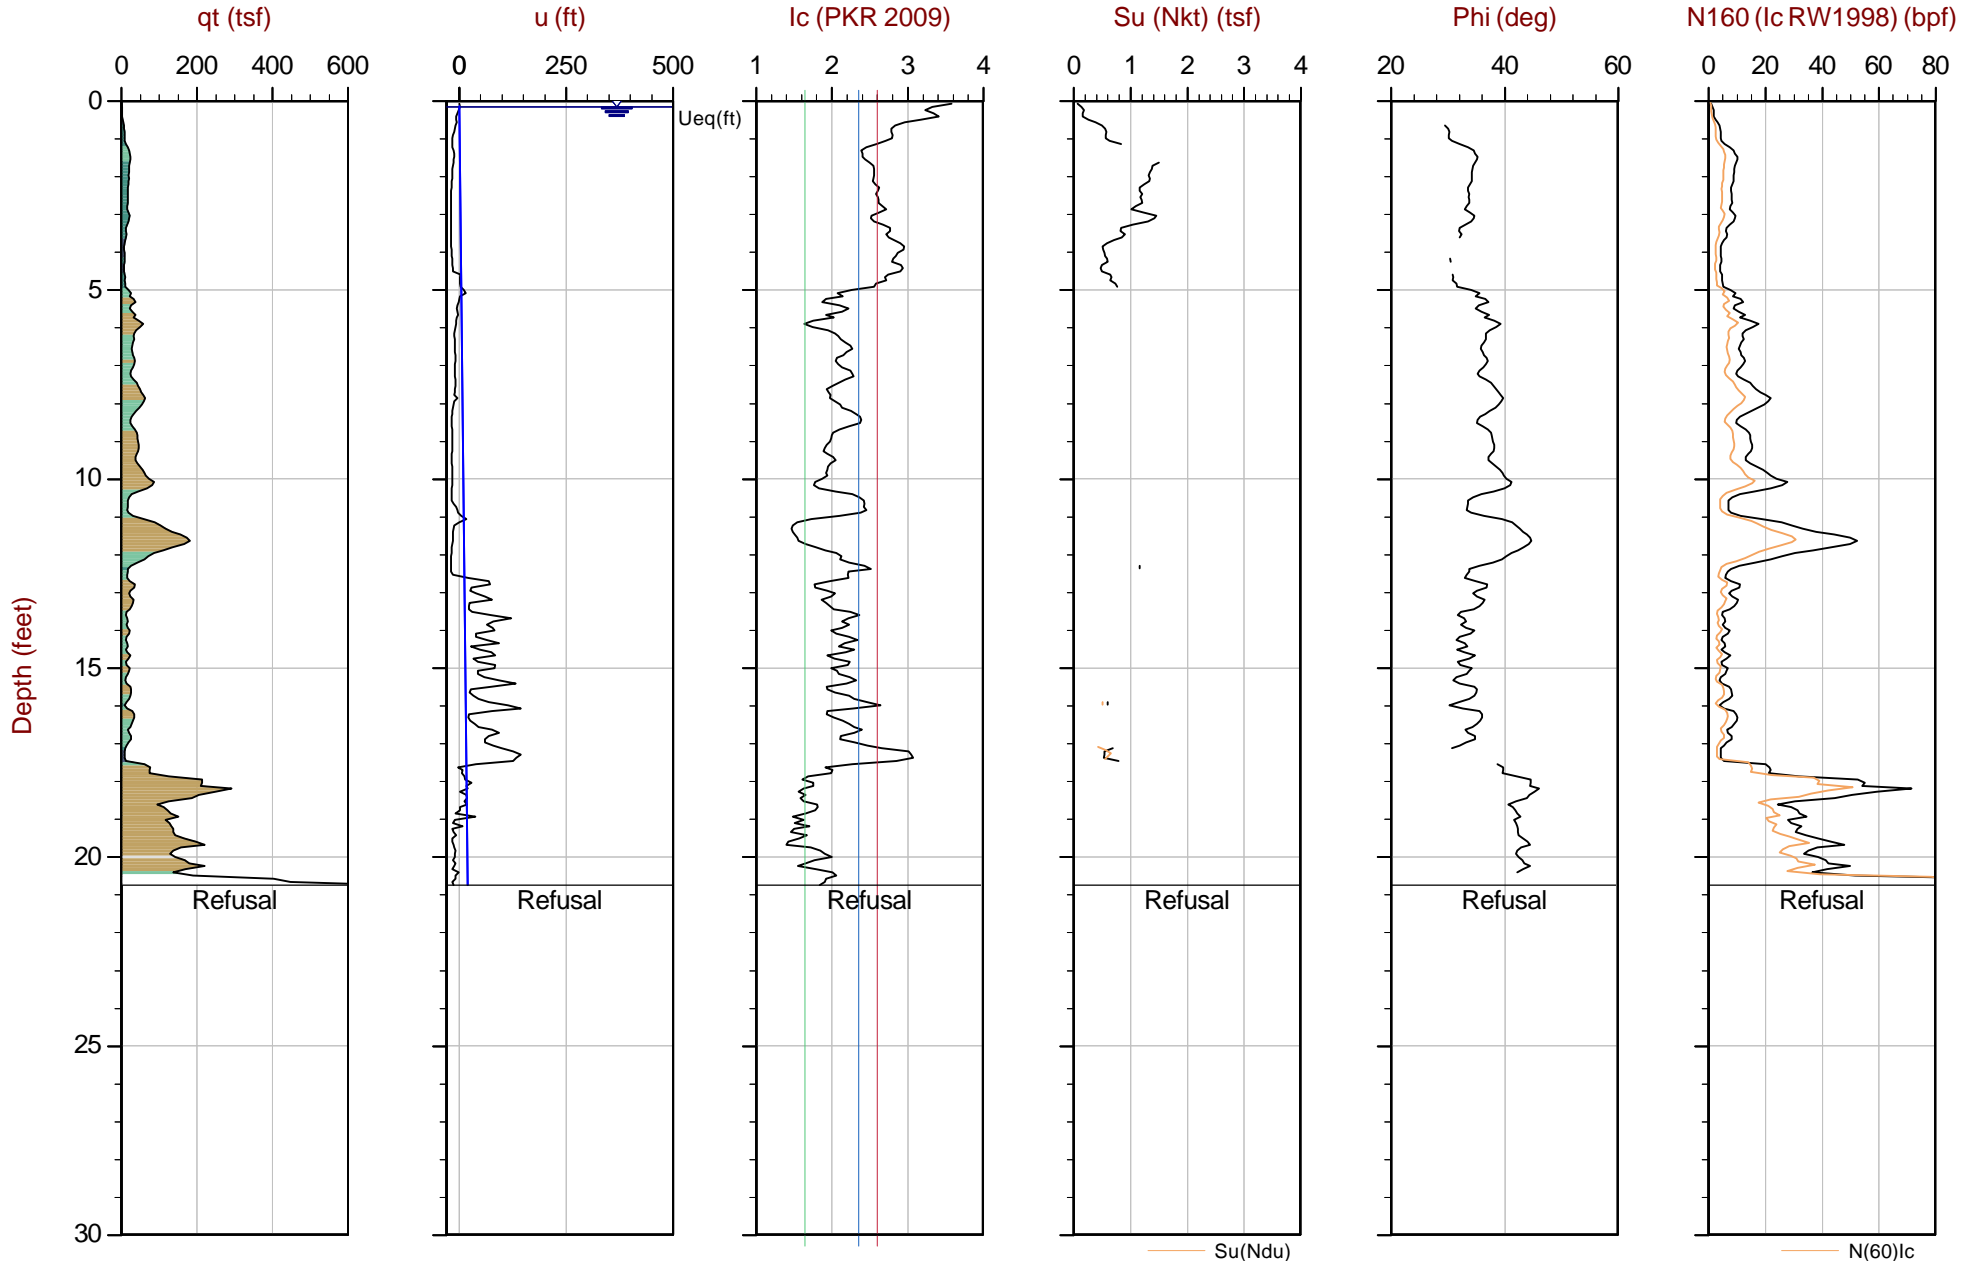 qt (tsf) u (ft) Ic (PKR 2009) Su (Nkt) (tsf) Phi (deg) N160 (Ic RW1998) (bpf)
0 200 400 600 0 250 500 1 2 3 4 0 1 2 3 4 20 40 60 0 20 40 60 80
0
Ueq(ft)
5
10
15
Depth (feet)
20
Refusal Refusal Refusal Refusal Refusal Refusal
25
30
Su(Ndu) N(60)Ic